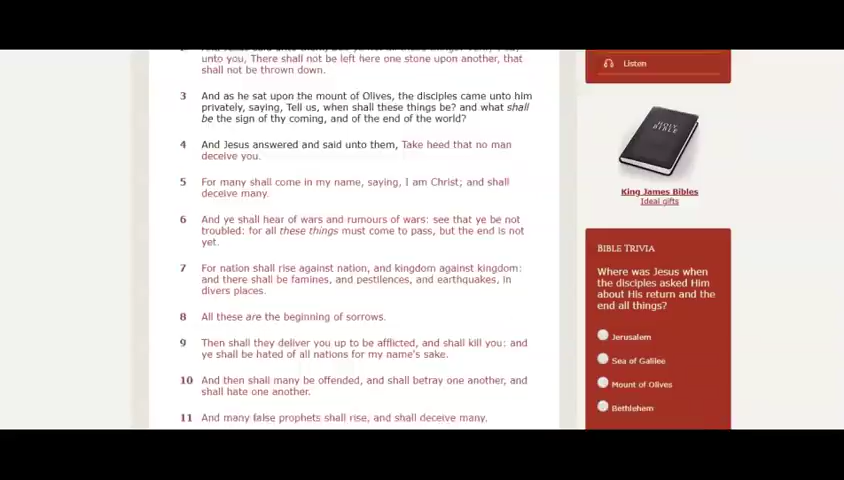 unto you, There shall not be left here one stone upon another, that
shall not be thrown down.
3 And as he sat upon the mount of Olives, the disciples came unto him
privately, saying, Tell us, when shall these things be? and what shall
be the sign of thy coming, and of the end of the world?
4 And Jesus answered and said unto them, Take heed that no man
deceive you.
5 For many shall come in my name, saying, I am Christ; and shall
deceive many.
6 And ye shall hear of wars and rumours of wars: see that ye be not
troubled: for all these things must come to pass, but the end is not
yet.
7 For nation shall rise against nation, and kingdom against kingdom:
and there shall be famines, and pestilences, and earthquakes, in
divers places.
8 All these are the beginning of sorrows.
9 Then shall they deliver you up to be afflicted, and shall kill you: and
ye shall be hated of all nations for my name's sake.
10 And then shall many be offended, and shall betray one another, and
shall hate one another.
11 And many false prophets shall rise, and shall deceive many.
Listen
HOLY
BIBLE
King James Bibles
Ideal gifts
BIBLE TRIVIA
Where was Jesus when
the disciples asked Him
about His return and the
end all things?
Jerusalem
Sea of Galilee
Mount of Olives
Bethlehem